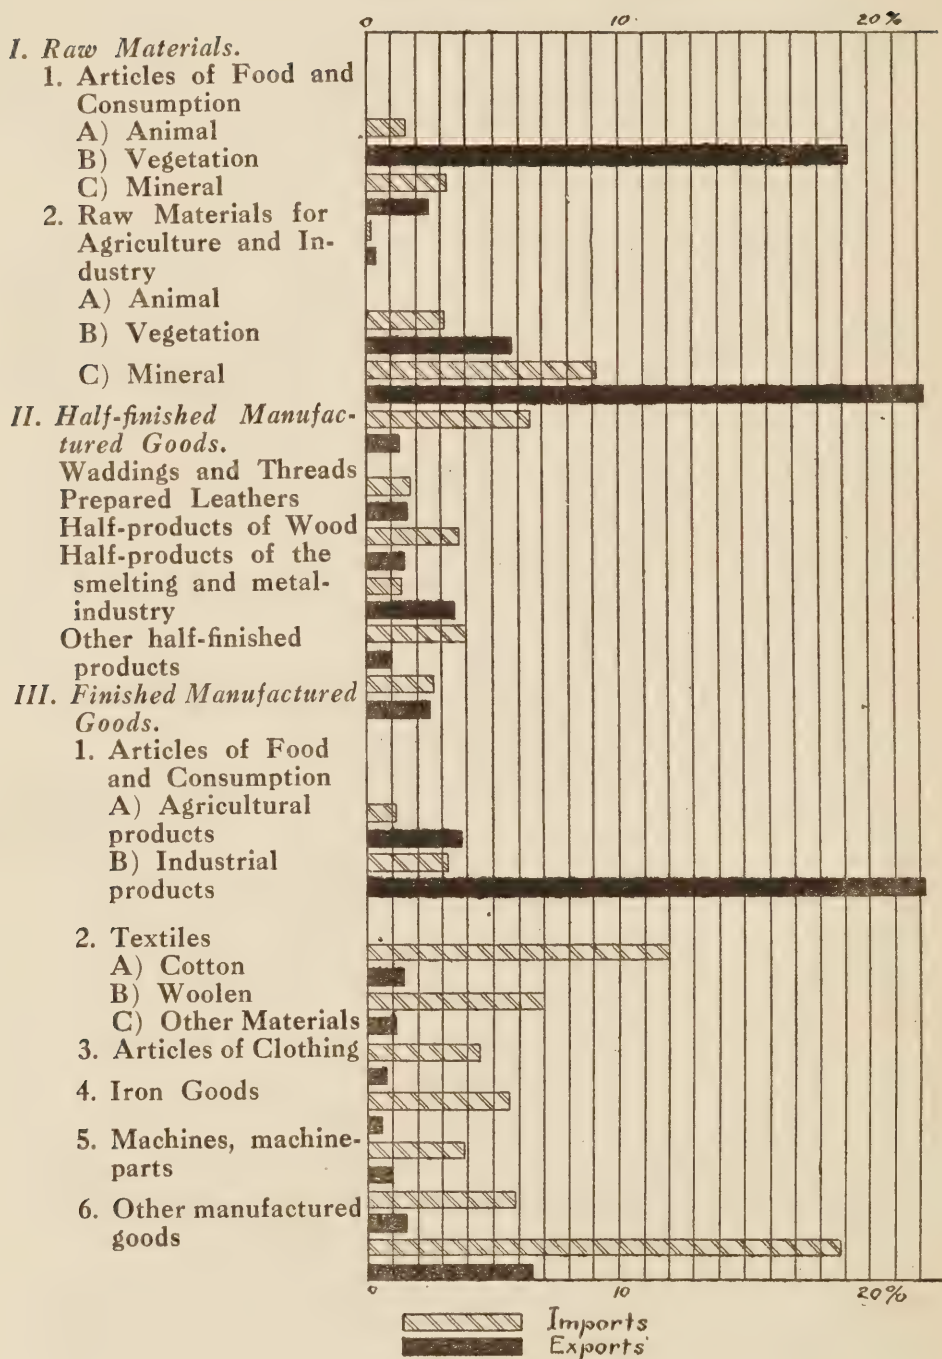 0 10 20%
I. Raw Materials.
1. Articles of Food and
Consumption
A) Animal
B) Vegetation
C) Mineral
2. Raw Materials for
Agriculture and In-
dustry
A) Animal
B) Vegetation
C) Mineral
II. Half-finished Manufac-
tured Goods.
Waddings and Threads
Prepared Leathers
Half-products of Wood
Half-products of the
smelting and metal-
industry
Other half-finished
products
III. Finished Manufactured
Goods.
1. Articles of Food
and Consumption
A) Agricultural
products
B) Industrial
products
2. Textiles
A) Cotton
B) Woolen
C) Other Materials
3. Articles of Clothing
4. Iron Goods
5. Machines, machine-
parts
6. Other manufactured
goods
0 10 20%
Imports
Exports